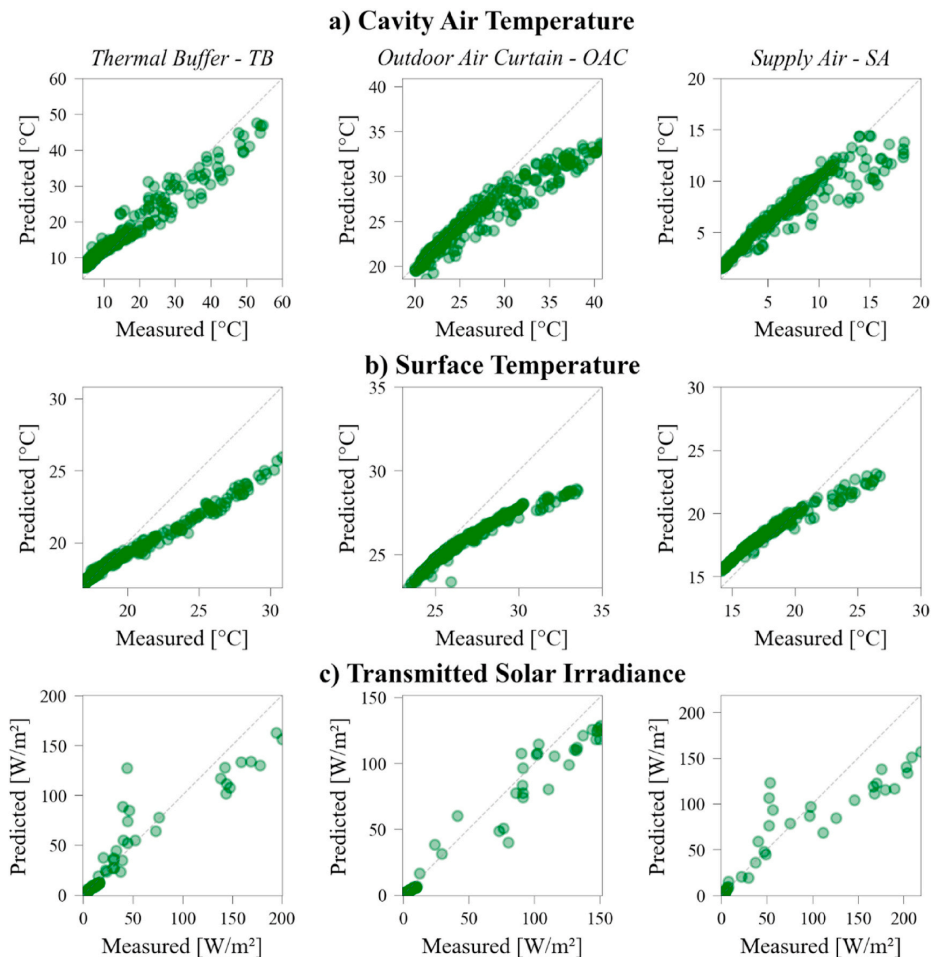 a) Cavity Air Temperature
Thermal Buffer - TB
Outdoor Air Curtain - OAC
Supply Air - SA
Predicted [°C]
60
50
40
30
20
10
10 20 30 40 50 60
Measured [°C]
Predicted [°C]
40
35
30
25
20
20 25 30 35 40
Measured [°C]
Predicted [°C]
20
15
10
5
5 10 15 20
Measured [°C]
b) Surface Temperature
Predicted [°C]
30
25
20
20 25 30
Measured [°C]
Predicted [°C]
35
30
25
25 30 35
Measured [°C]
Predicted [°C]
30
25
20
15
15 20 25 30
Measured [°C]
c) Transmitted Solar Irradiance
Predicted [W/m²]
200
150
100
50
0
0 50 100 150 200
Measured [W/m²]
Predicted [W/m²]
150
100
50
0
0 50 100 150
Measured [W/m²]
Predicted [W/m²]
200
150
100
50
0
0 50 100 150 200
Measured [W/m²]